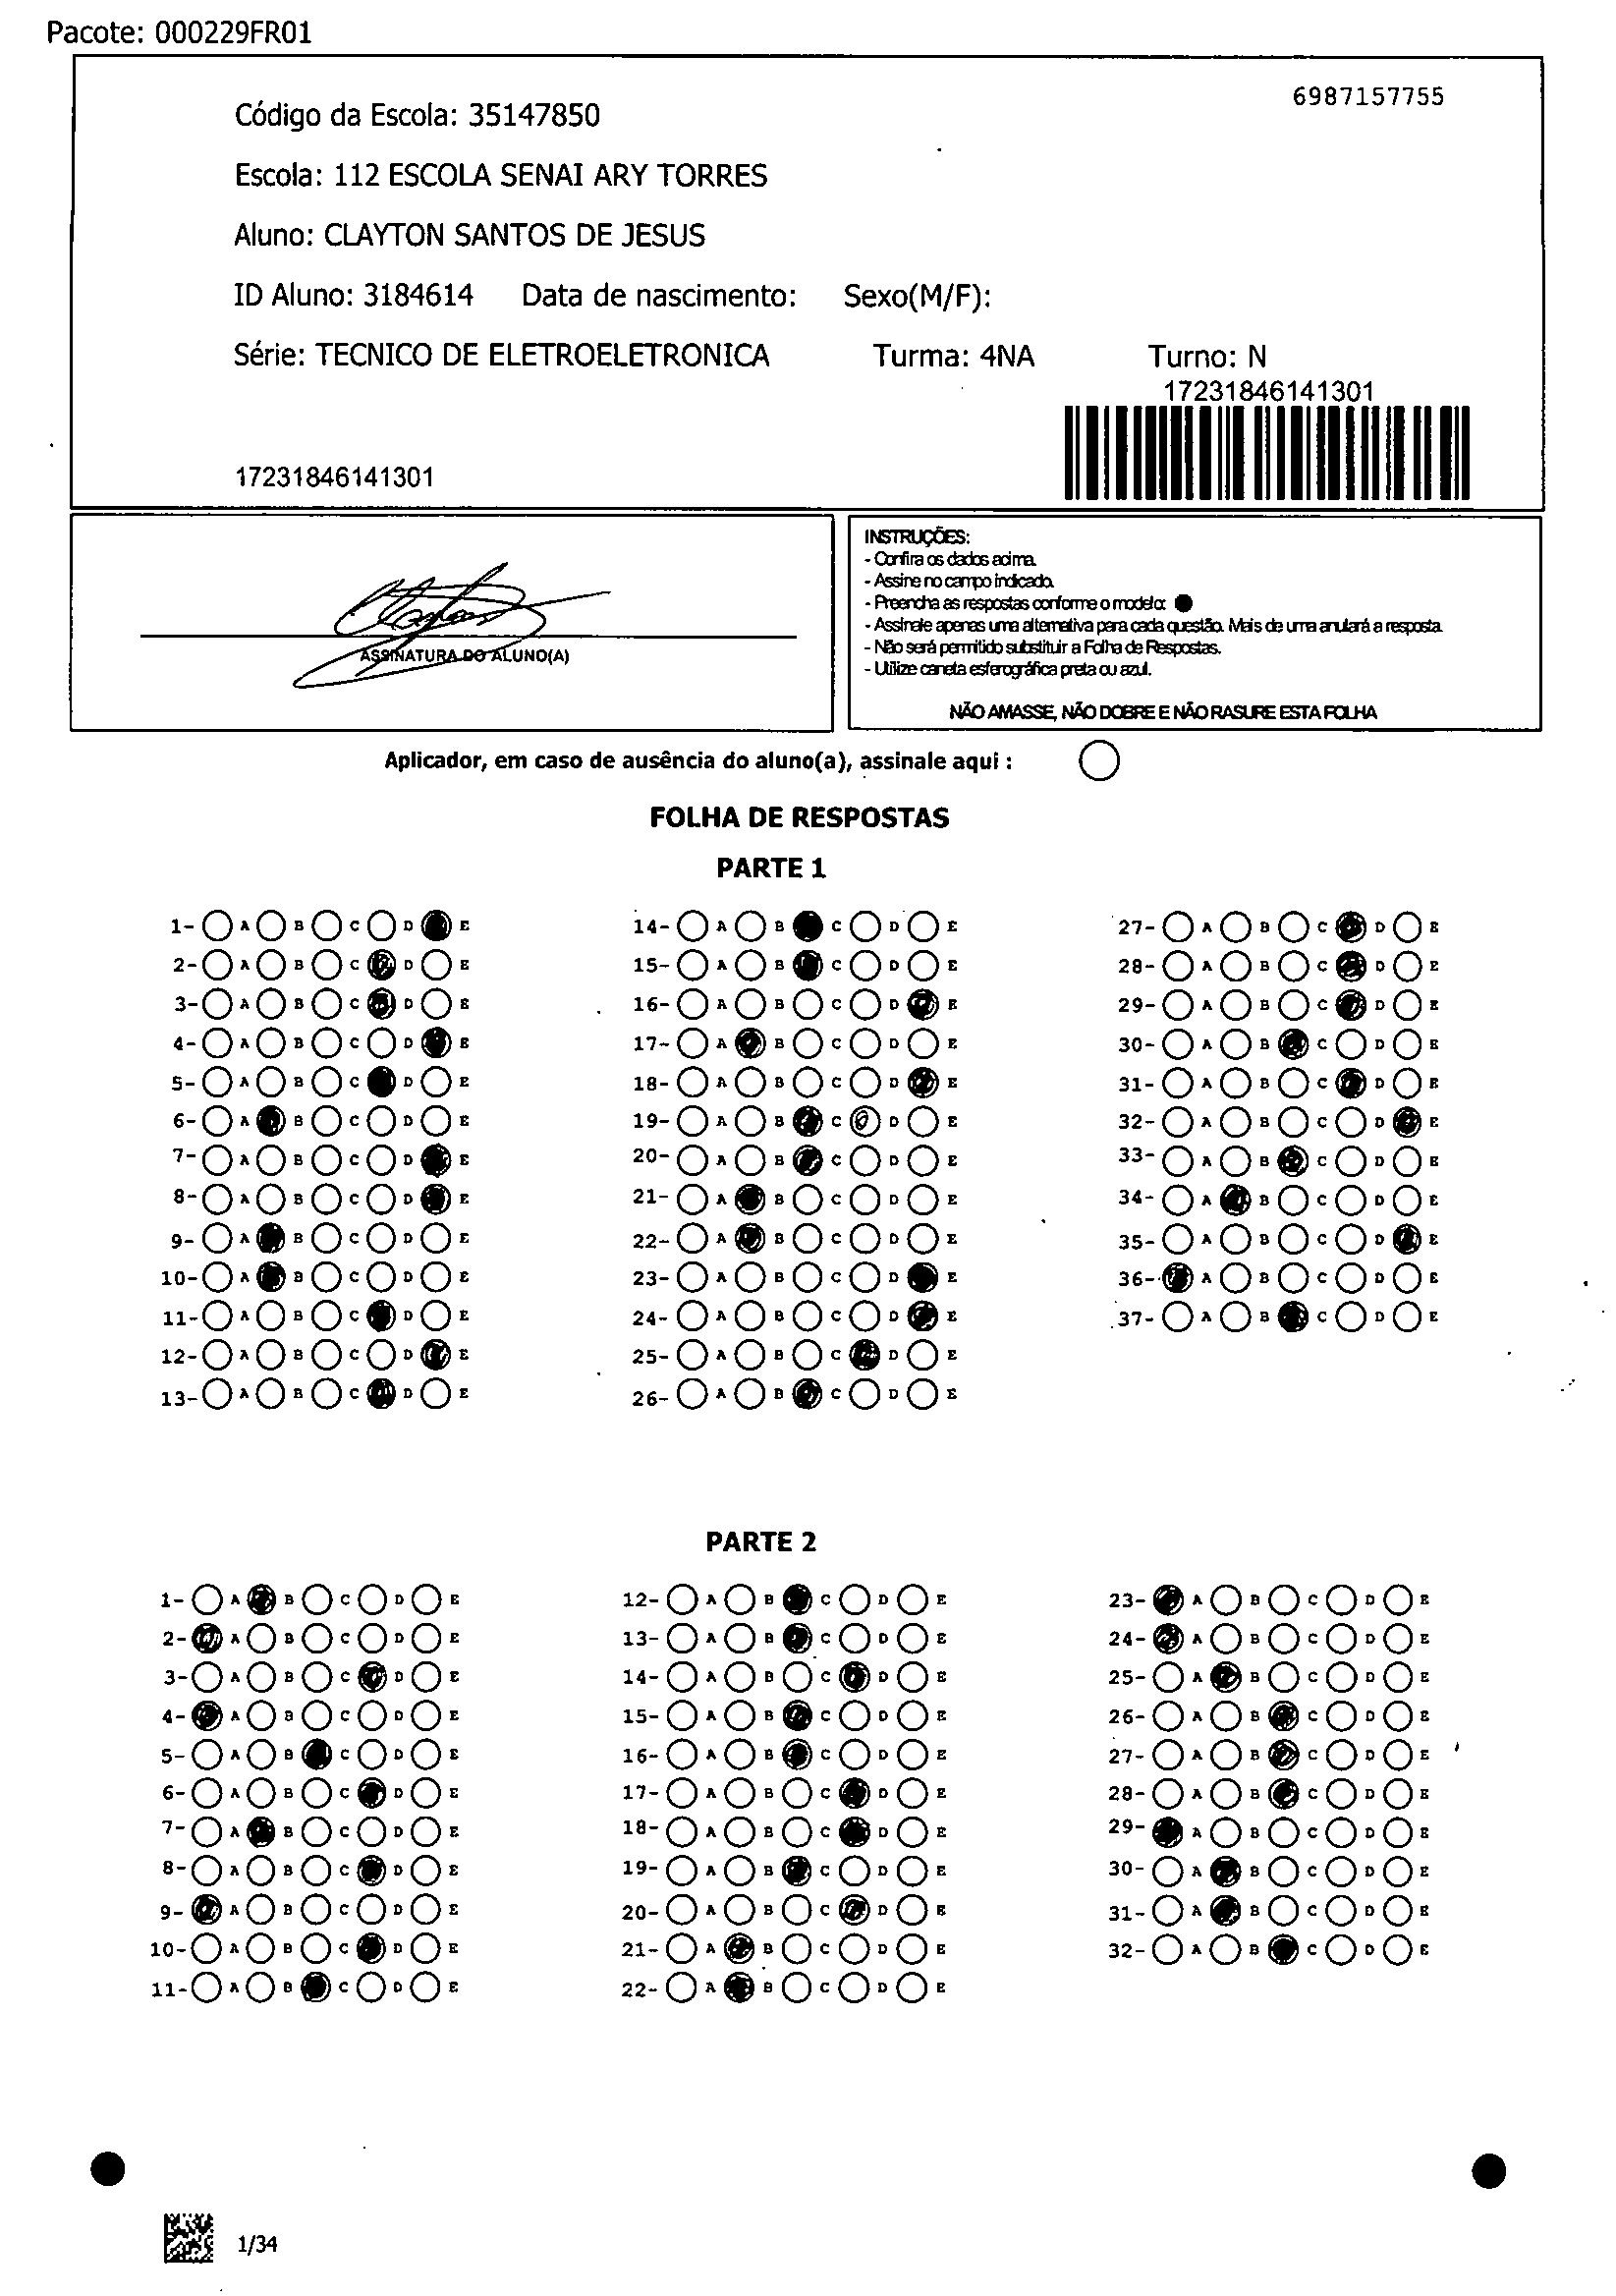 Pacote: 000229FR01
6987157755
Código da Escola: 35147850
Escola: 112 ESCOLA SENAI ARY TORRES
Aluno: CLAYTON SANTOS DE JESUS
ID Aluno: 3184614 Data de nascimento: Sexo(M/F):
Série: TECNICO DE ELETROELETRONICA Turma: 4NA Turno: N
17231846141301
17231846141301
ASSINATURA DO ALUNO(A)
INSTRUÇÕES:
- Confira os dados acima.
- Assine no campo indicado.
- Preencha as respostas conforme o modelo:
- Assinale apenas uma alternativa para cada questão. Mais de uma anulará a resposta.
- Não será permitido substituir a Folha de Respostas.
- Utilize caneta esferográfica preta ou azul.
NÃO AMASSE, NÃO DOBRE E NÃO RASURE ESTA FOLHA
Aplicador, em caso de ausência do aluno(a), assinale aqui :
FOLHA DE RESPOSTAS
PARTE 1
1- A B C D E
2- A B C D E
3- A B C D E
4- A B C D E
5- A B C D E
6- A B C D E
7- A B C D E
8- A B C D E
9- A B C D E
10- A B C D E
11- A B C D E
12- A B C D E
13- A B C D E
14- A B C D E
15- A B C D E
16- A B C D E
17- A B C D E
18- A B C D E
19- A B C D E
20- A B C D E
21- A B C D E
22- A B C D E
23- A B C D E
24- A B C D E
25- A B C D E
26- A B C D E
27- A B C D E
28- A B C D E
29- A B C D E
30- A B C D E
31- A B C D E
32- A B C D E
33- A B C D E
34- A B C D E
35- A B C D E
36- A B C D E
37- A B C D E
PARTE 2
1- A B C D E
2- A B C D E
3- A B C D E
4- A B C D E
5- A B C D E
6- A B C D E
7- A B C D E
8- A B C D E
9- A B C D E
10- A B C D E
11- A B C D E
12- A B C D E
13- A B C D E
14- A B C D E
15- A B C D E
16- A B C D E
17- A B C D E
18- A B C D E
19- A B C D E
20- A B C D E
21- A B C D E
22- A B C D E
23- A B C D E
24- A B C D E
25- A B C D E
26- A B C D E
27- A B C D E
28- A B C D E
29- A B C D E
30- A B C D E
31- A B C D E
32- A B C D E
1/34